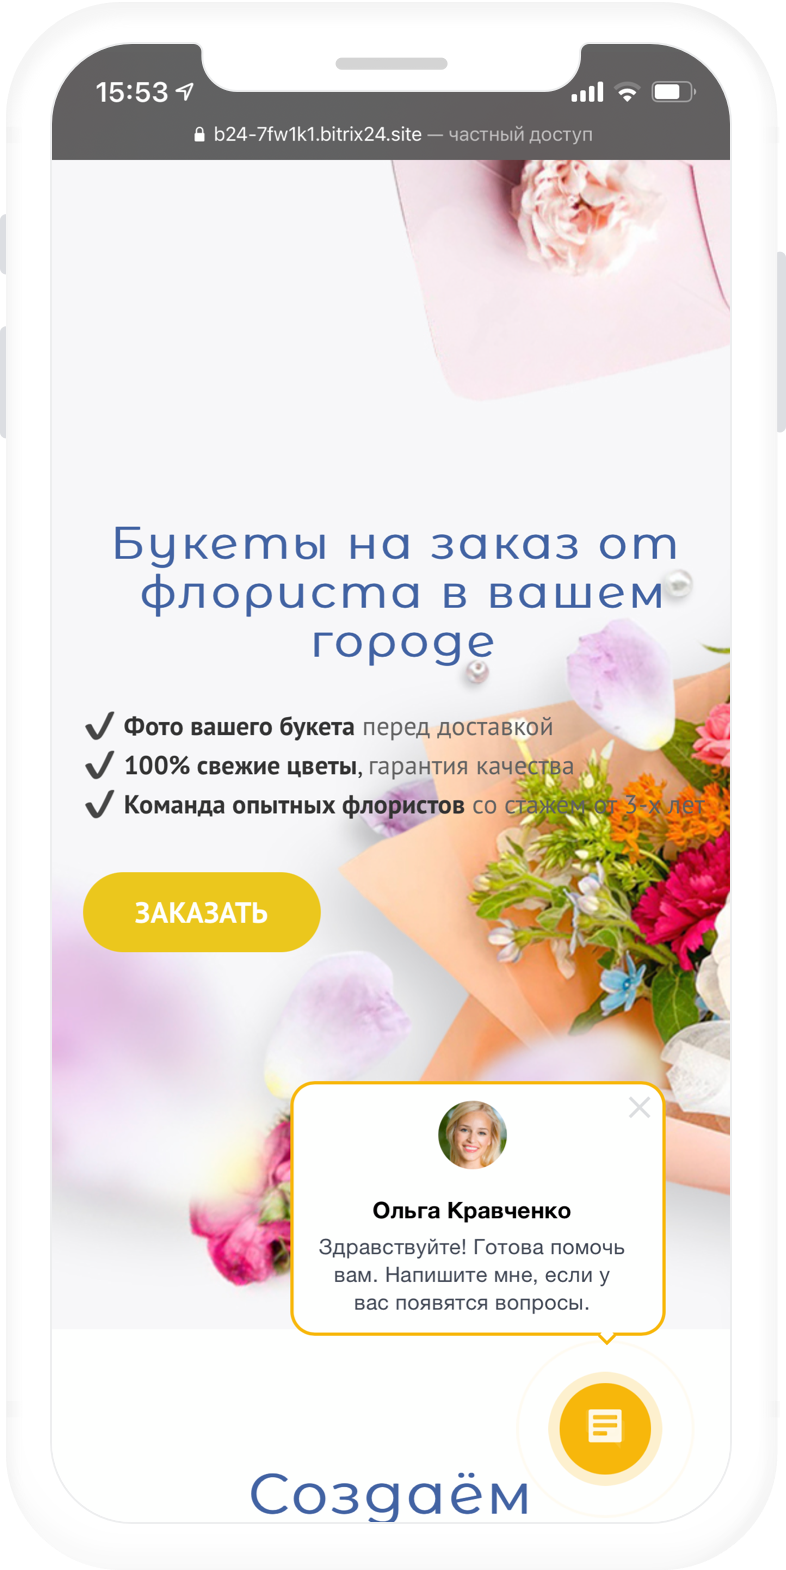 15:53
b24-7fw1k1.bitrix24.site — частный доступ
Букеты на заказ от
флориста в вашем
городе
✔ Фото вашего букета перед доставкой
✔ 100% свежие цветы, гарантия качества
✔ Команда опытных флористов со стажем от 3-х лет
ЗАКАЗАТЬ
Ольга Кравченко
Здравствуйте! Готова помочь
вам. Напишите мне, если у
вас появятся вопросы.
Создаём